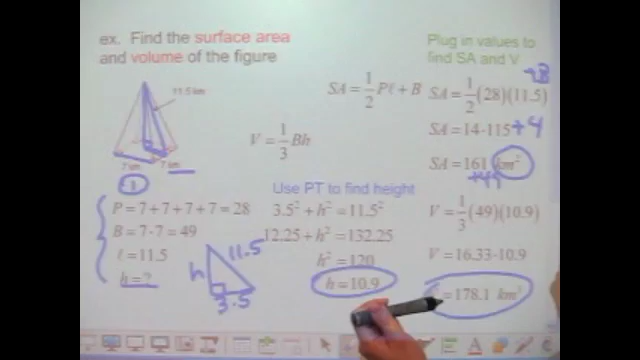 ex. Find the surface area
and volume of the figure
11.5 km
7 km
7 km
P = 7 + 7 + 7 + 7 = 28
B = 7·7 = 49
ℓ = 11.5
h = ?
h
11.5
3.5
SA = 1/2 Pℓ + B
V = 1/3 Bh
Use PT to find height
3.5² + h² = 11.5²
12.25 + h² = 132.25
h² = 120
h = 10.9
Plug in values to
find SA and V
+B
SA = 1/2 (28)(11.5)
SA = 14·11.5 +4
SA = 161 km²
+49
V = 1/3 (49)(10.9)
V = 16.33·10.9
= 178.1 km³